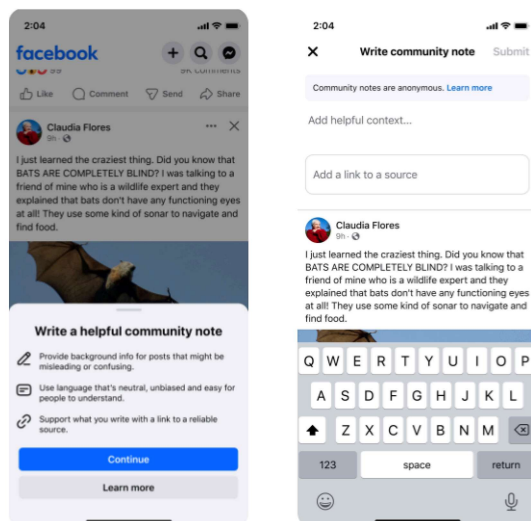 2:04
facebook
99
9K comments
Like Comment Send Share
Claudia Flores
9h
I just learned the craziest thing. Did you know that
BATS ARE COMPLETELY BLIND? I was talking to a
friend of mine who is a wildlife expert and they
explained that bats don't have any functioning eyes
at all! They use some kind of sonar to navigate and
find food.
Write a helpful community note
Provide background info for posts that might be
misleading or confusing.
Use language that's neutral, unbiased and easy for
people to understand.
Support what you write with a link to a reliable
source.
Continue
Learn more
2:04
Write community note Submit
Community notes are anonymous. Learn more
Add helpful context...
Add a link to a source
Claudia Flores
9h
I just learned the craziest thing. Did you know that
BATS ARE COMPLETELY BLIND? I was talking to a
friend of mine who is a wildlife expert and they
explained that bats don't have any functioning eyes
at all! They use some kind of sonar to navigate and
find food.
Q W E R T Y U I O P
A S D F G H J K L
Z X C V B N M
123 space return